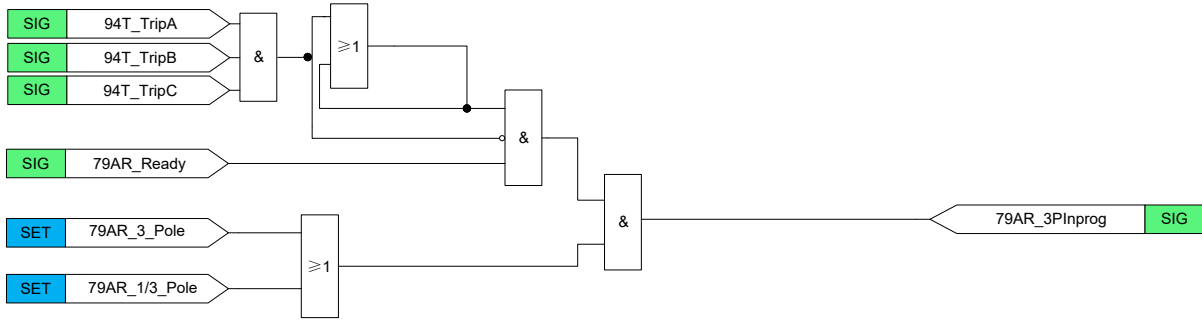 SIG 94T_TripA
SIG 94T_TripB
SIG 94T_TripC
&
≥1
&
SIG 79AR_Ready
&
79AR_3PInprog SIG
SET 79AR_3_Pole
≥1
SET 79AR_1/3_Pole